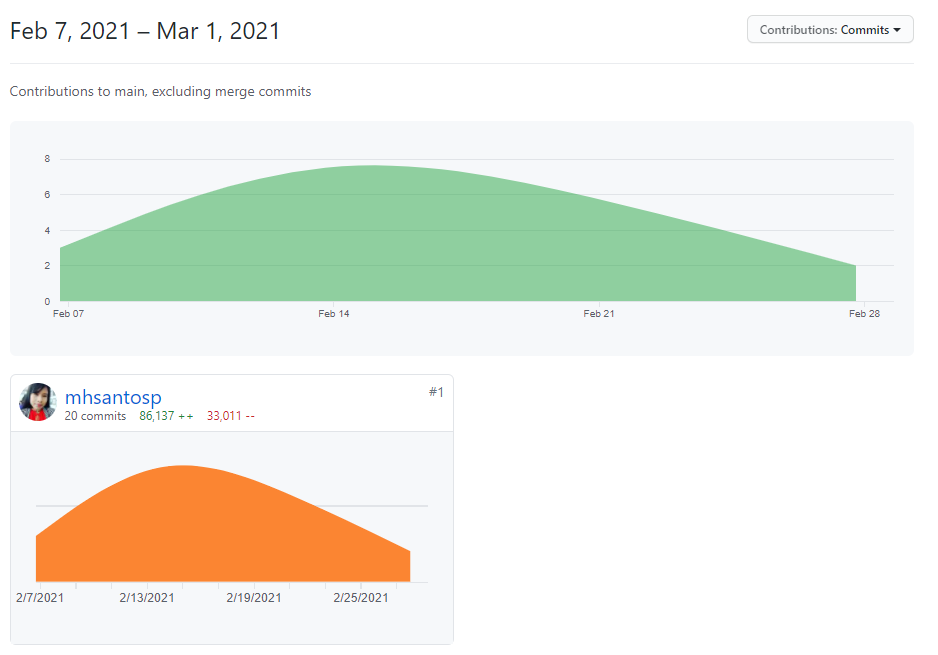 Feb 7, 2021 – Mar 1, 2021
Contributions: Commits
Contributions to main, excluding merge commits
8
6
4
2
0
Feb 07 Feb 14 Feb 21 Feb 28
mhsantosp #1
20 commits 86,137 ++ 33,011 --
2/7/2021 2/13/2021 2/19/2021 2/25/2021